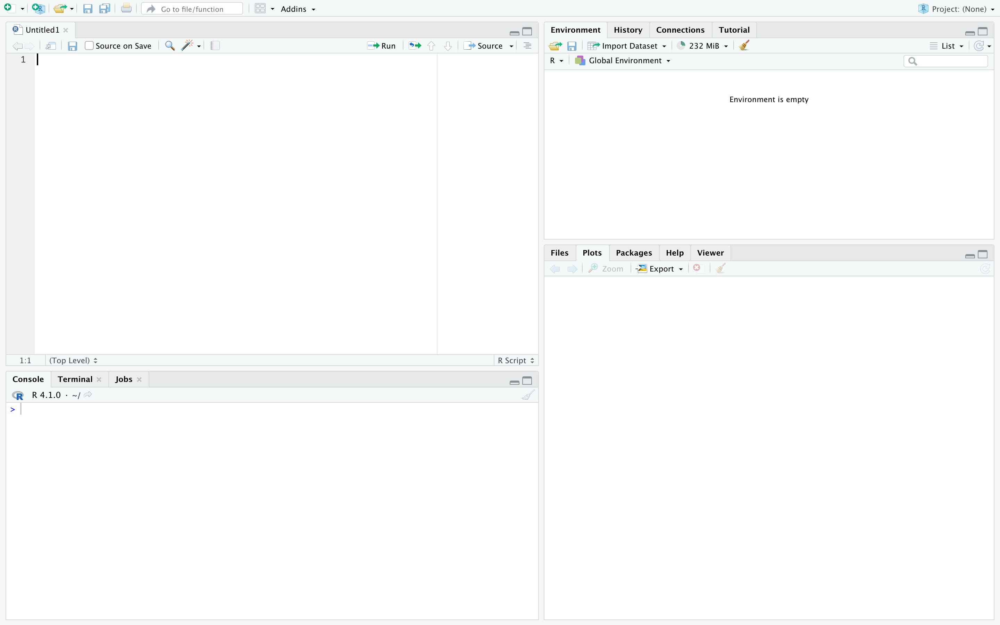 Go to file/function Addins Project: (None)
Untitled1
Source on Save Run Source
1
1:1 (Top Level) R Script
Console Terminal Jobs
R 4.1.0 · ~/
>
Environment History Connections Tutorial
Import Dataset 232 MiB List
R Global Environment
Environment is empty
Files Plots Packages Help Viewer
Zoom Export